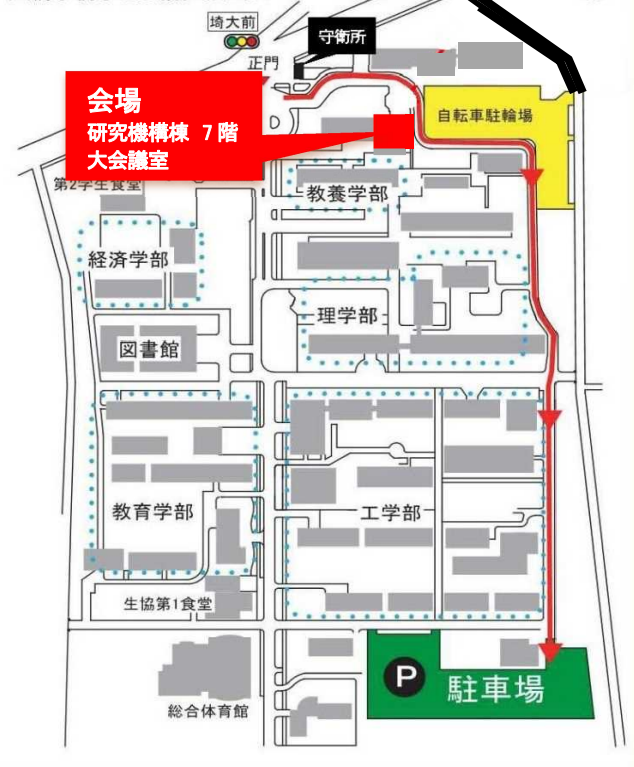 埼大前
守衛所
正門
会場
研究機構棟 7階
大会議室
自転車駐輪場
第2学生食堂
教養学部
経済学部
理学部
図書館
教育学部
工学部
生協第1食堂
P
駐車場
総合体育館